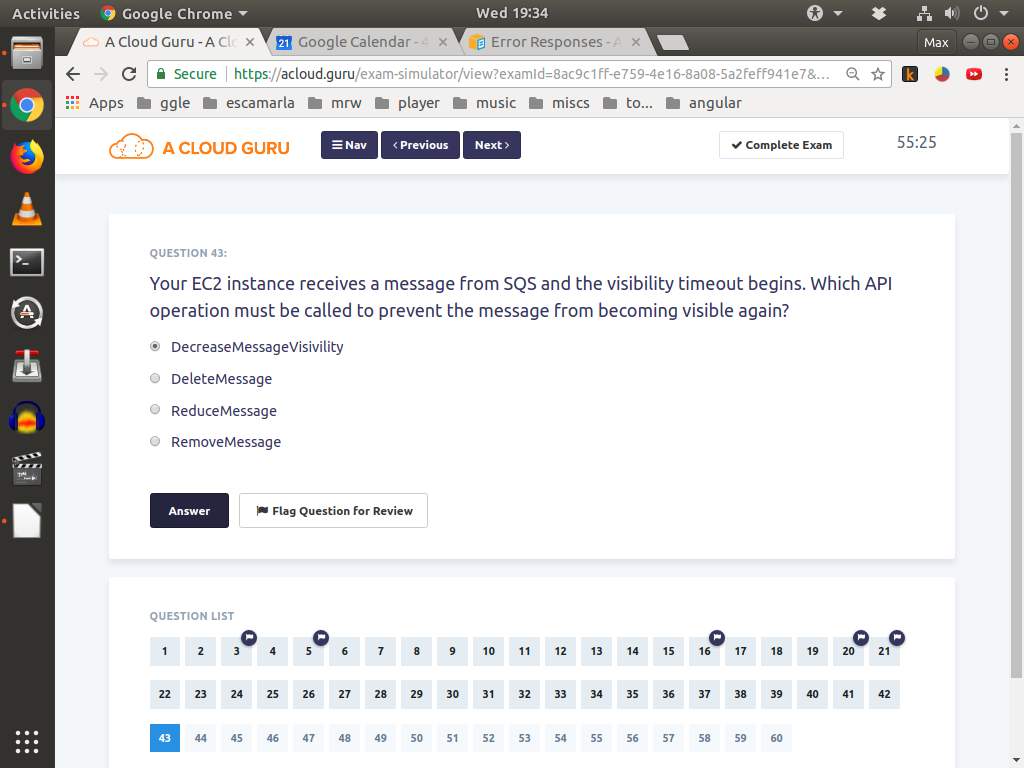 Activities Google Chrome Wed 19:34
A Cloud Guru - A Clo Google Calendar - 4 Error Responses - A Max
Secure https://acloud.guru/exam-simulator/view?examId=8ac9c1ff-e759-4e16-8a08-5a2feff941e7&...
Apps ggle escamarla mrw player music miscs to... angular
A CLOUD GURU Nav Previous Next Complete Exam 55:25
QUESTION 43:
Your EC2 instance receives a message from SQS and the visibility timeout begins. Which API
operation must be called to prevent the message from becoming visible again?
DecreaseMessageVisivility
DeleteMessage
ReduceMessage
RemoveMessage
Answer Flag Question for Review
QUESTION LIST
1 2 3 4 5 6 7 8 9 10 11 12 13 14 15 16 17 18 19 20 21
22 23 24 25 26 27 28 29 30 31 32 33 34 35 36 37 38 39 40 41 42
43 44 45 46 47 48 49 50 51 52 53 54 55 56 57 58 59 60